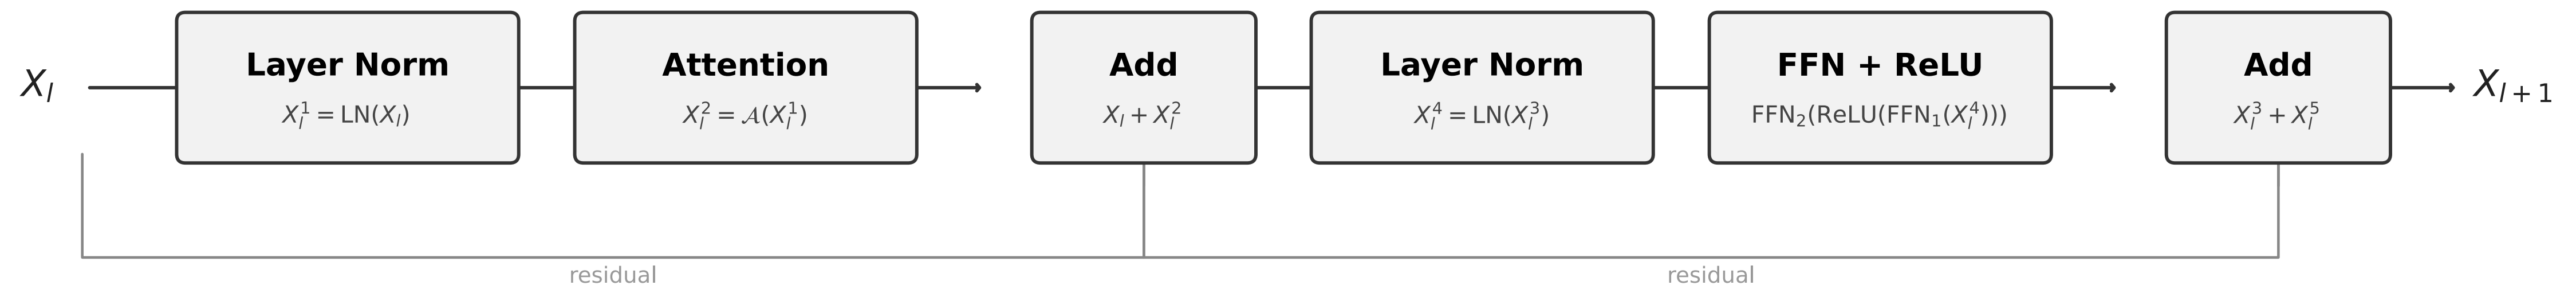 X_l
Layer Norm
X_l^1 = LN(X_l)
Attention
X_l^2 = 𝒜(X_l^1)
Add
X_l + X_l^2
Layer Norm
X_l^4 = LN(X_l^3)
FFN + ReLU
FFN_2(ReLU(FFN_1(X_l^4)))
Add
X_l^3 + X_l^5
X_{l+1}
residual
residual